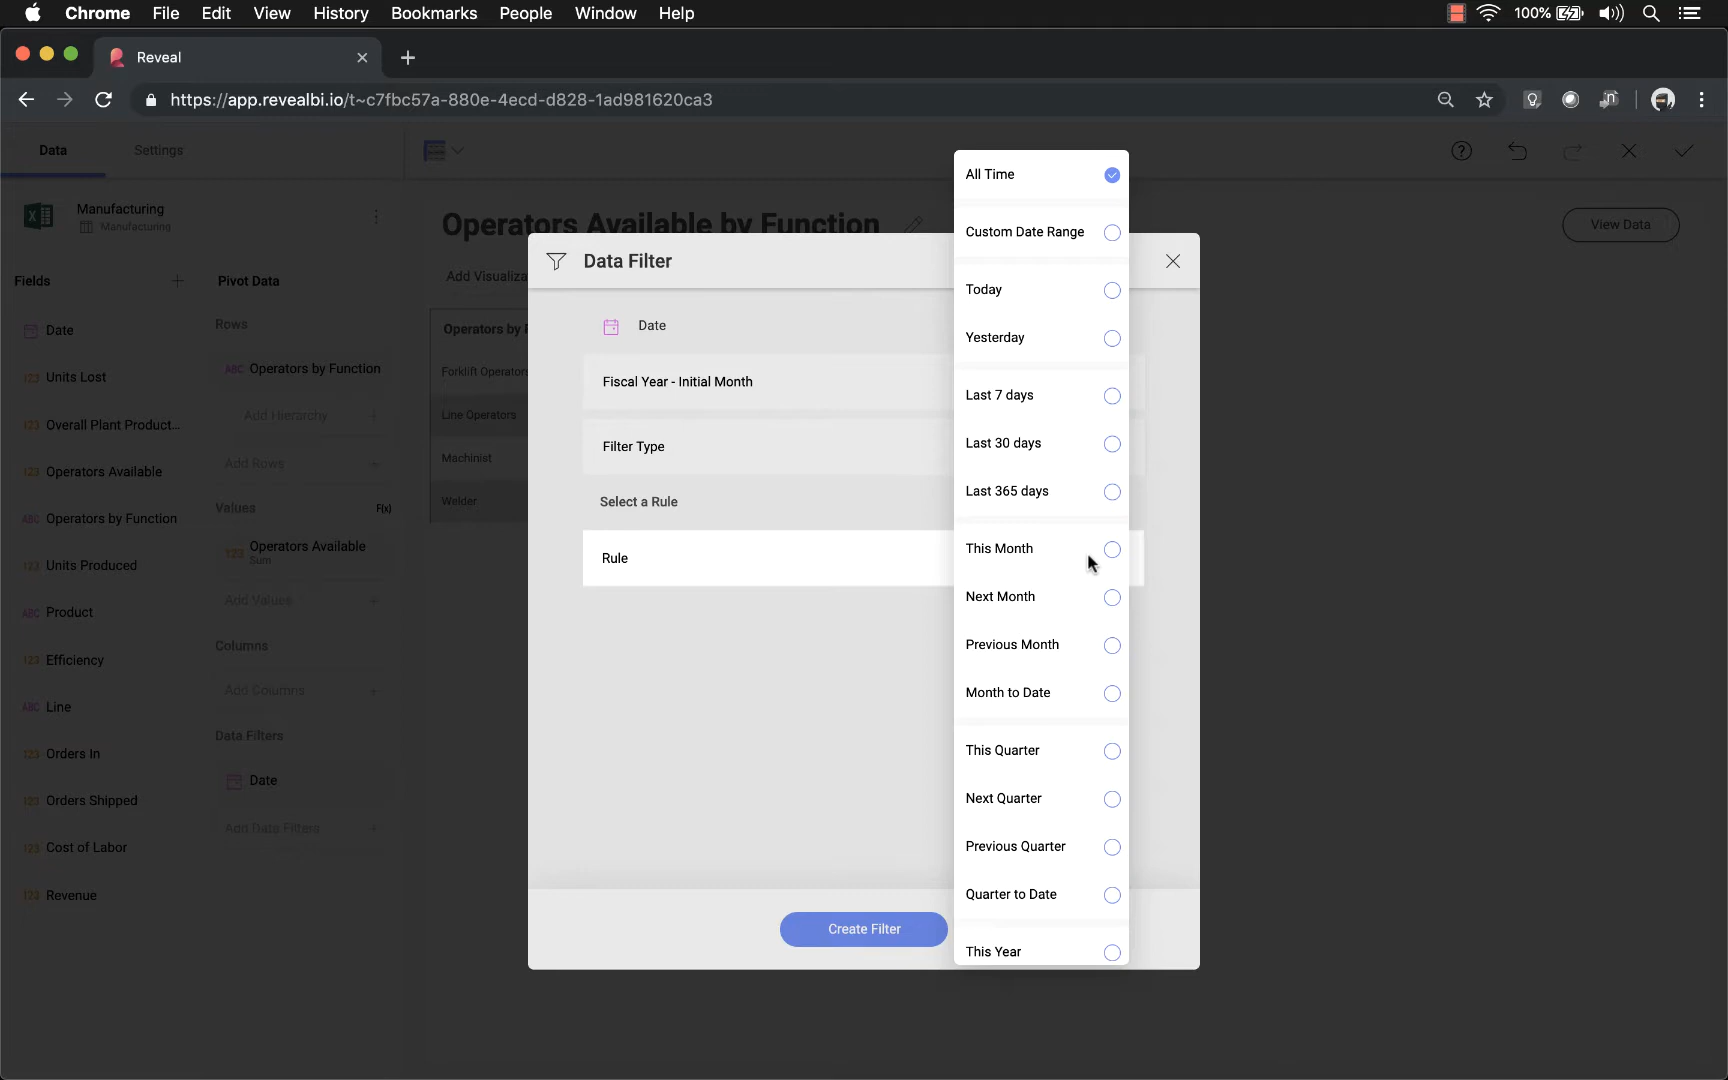 Chrome File Edit View History Bookmarks People Window Help 100%
Reveal
https://app.revealbi.io/t~c7fbc57a-880e-4ecd-d828-1ad981620ca3
Data Settings
Manufacturing
Manufacturing
Fields
Date
123 Units Lost
123 Overall Plant Product...
123 Operators Available
ABC Operators by Function
123 Units Produced
ABC Product
123 Efficiency
ABC Line
123 Orders In
123 Orders Shipped
123 Cost of Labor
123 Revenue
Pivot Data
Rows
ABC Operators by Function
Add Hierarchy
Add Rows
Values F(x)
123 Operators Available
Sum
Add Values
Columns
Add Columns
Data Filters
Date
Add Data Filters
Operators Available by Function
View Data
Add Visualiza
Operators by F
Forklift Operators
Line Operators
Machinist
Welder
Data Filter
Date
Fiscal Year - Initial Month
Filter Type
Select a Rule
Rule
Create Filter
All Time
Custom Date Range
Today
Yesterday
Last 7 days
Last 30 days
Last 365 days
This Month
Next Month
Previous Month
Month to Date
This Quarter
Next Quarter
Previous Quarter
Quarter to Date
This Year